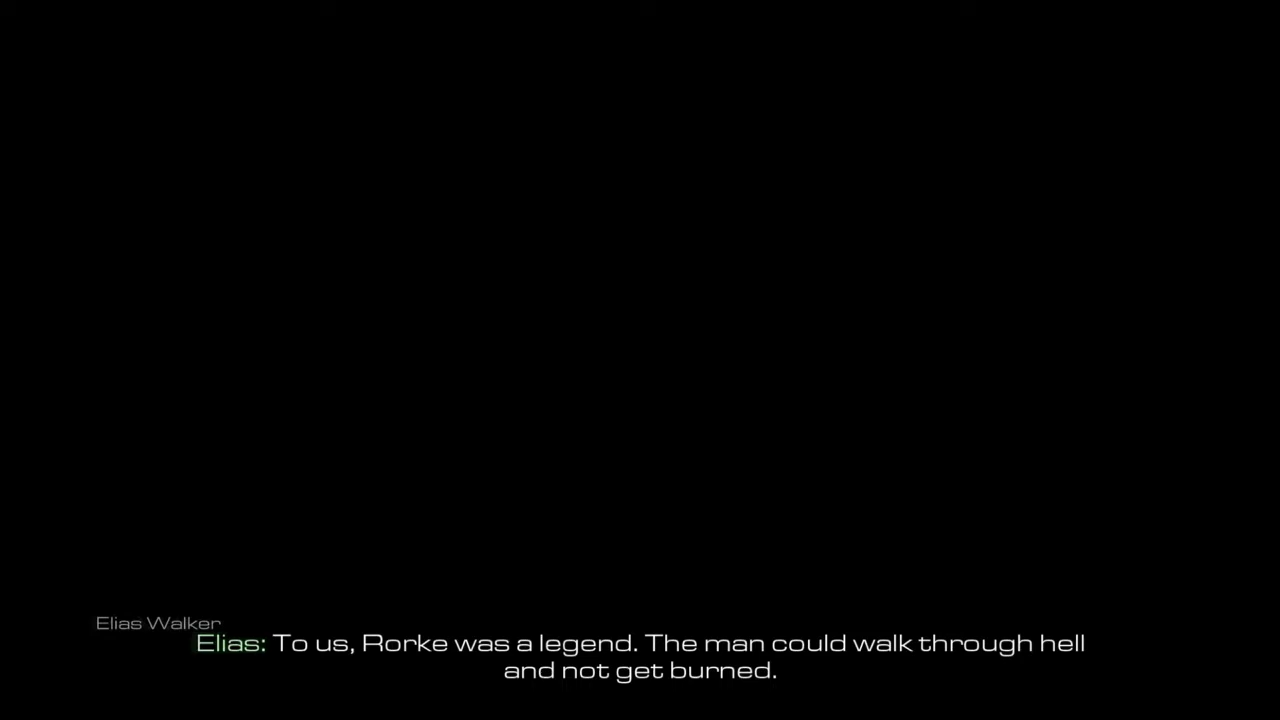 Elias Walker
Elias: To us, Rorke was a legend. The man could walk through hell
and not get burned.